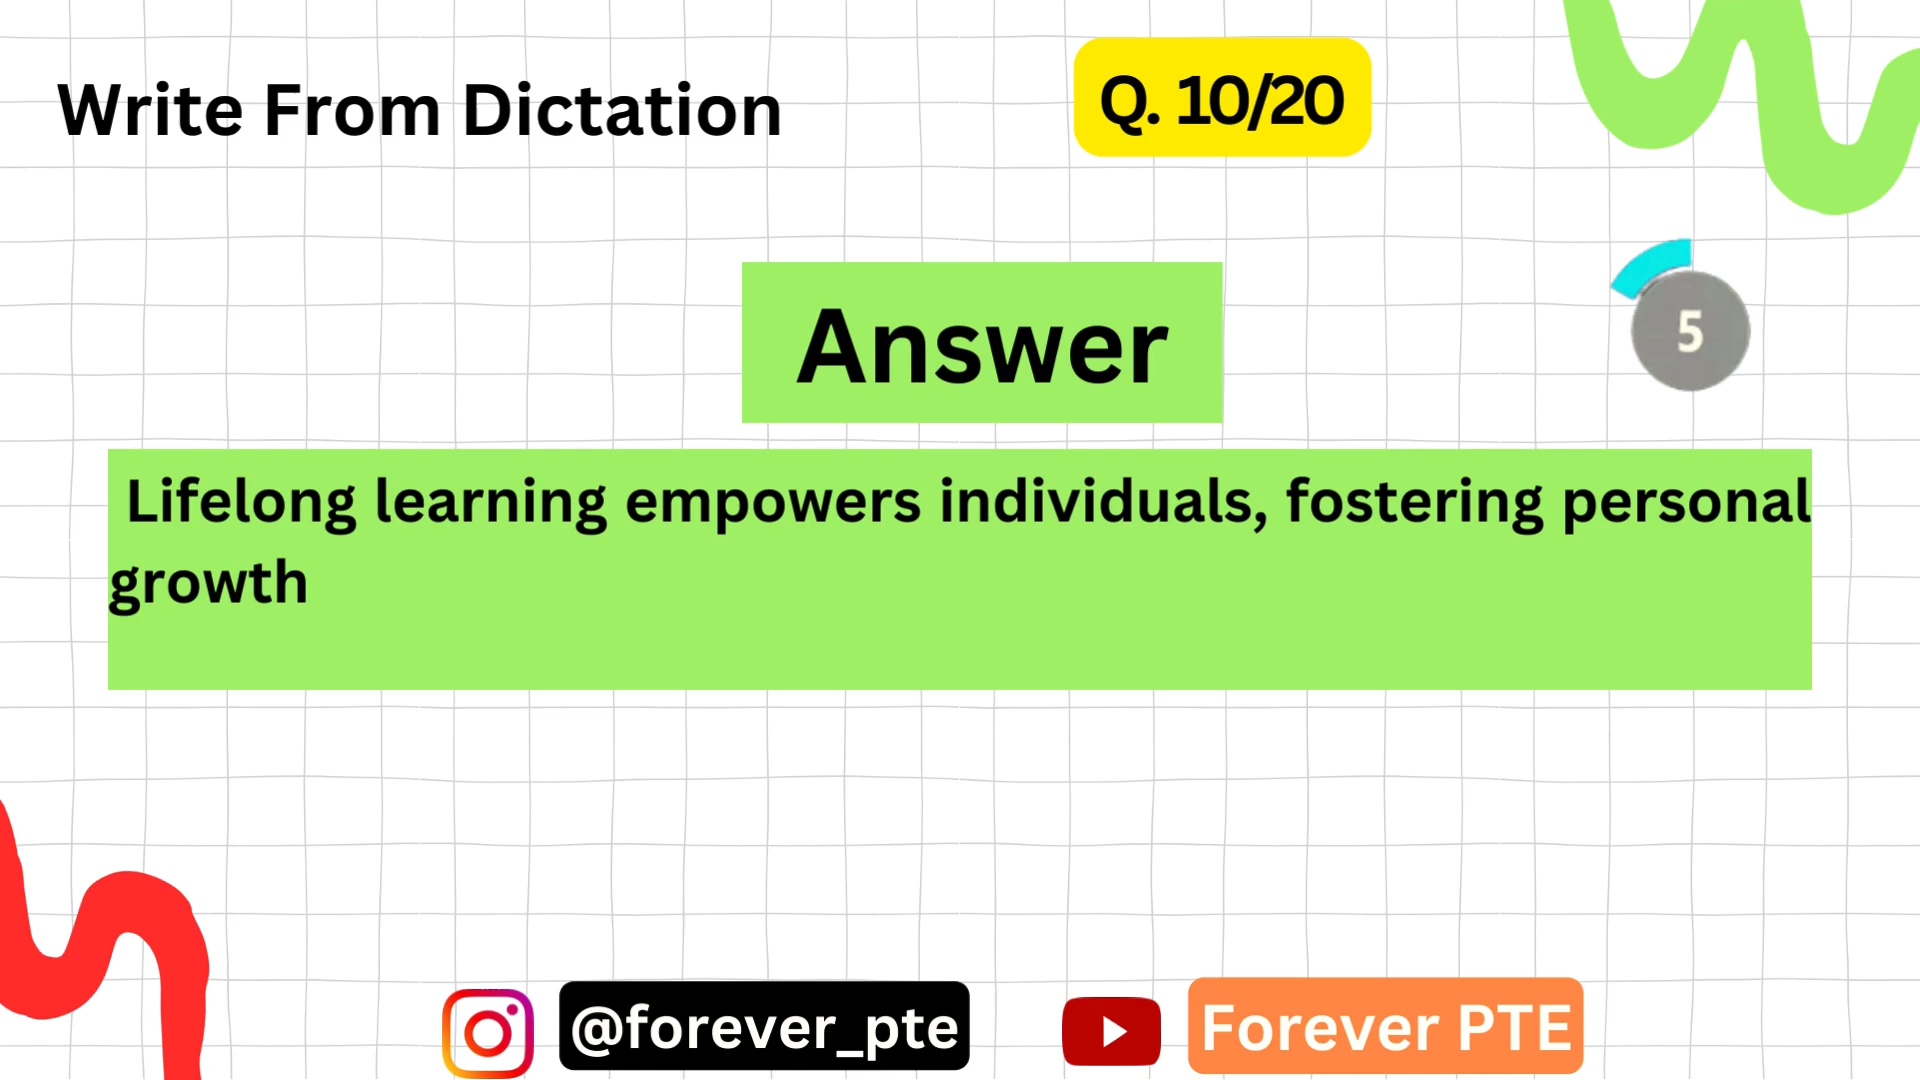 Write From Dictation
Q. 10/20
Answer
5
Lifelong learning empowers individuals, fostering personal
growth
@forever_pte
Forever PTE